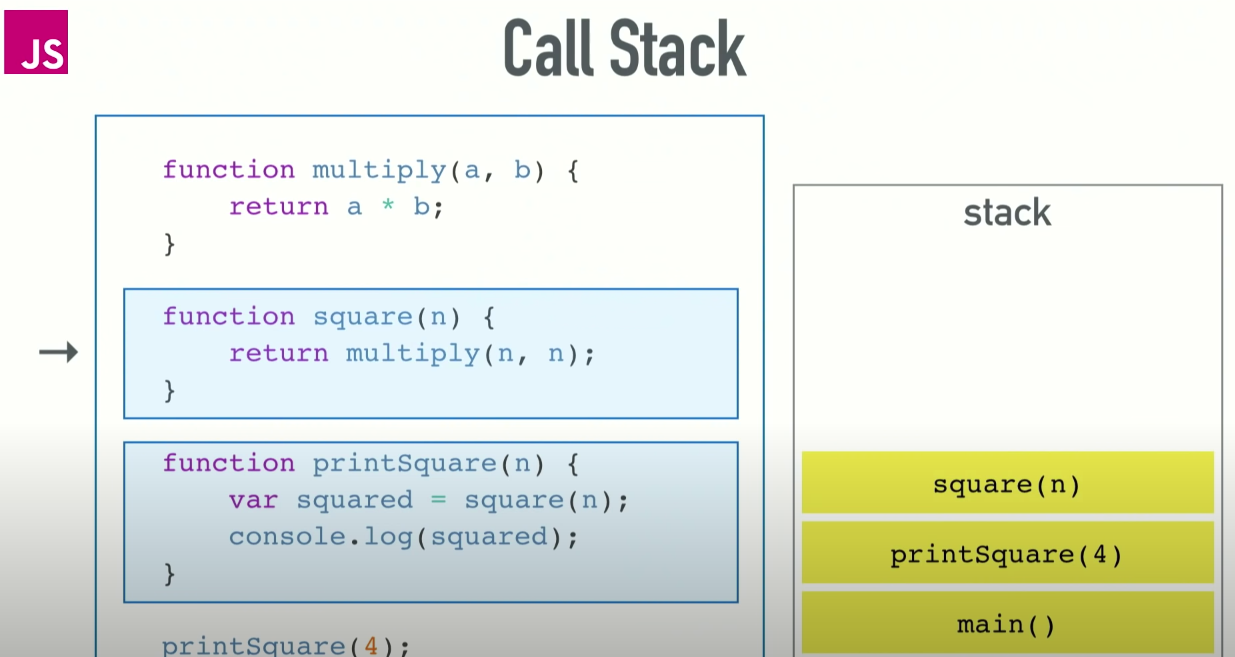 JS
Call Stack
function multiply(a, b) {
    return a * b;
}
function square(n) {
    return multiply(n, n);
}
function printSquare(n) {
    var squared = square(n);
    console.log(squared);
}
printSquare(4);
stack
square(n)
printSquare(4)
main()